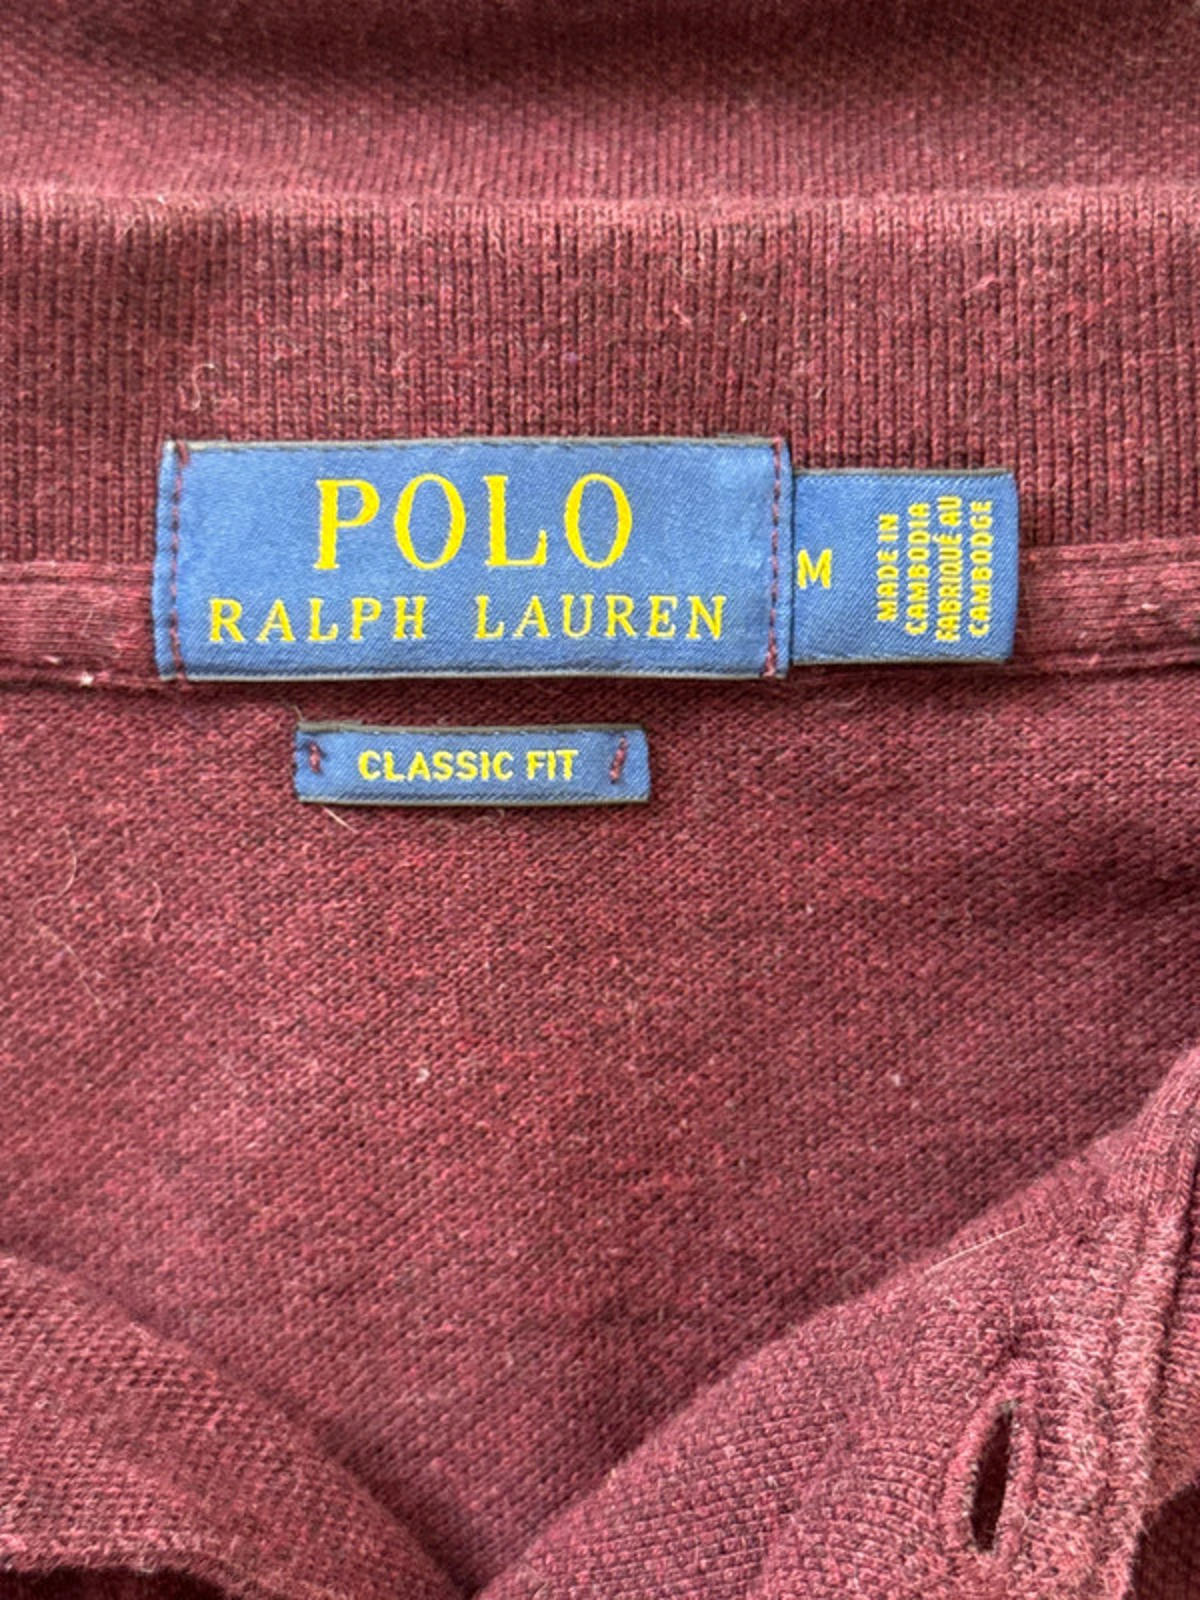 POLO
RALPH LAUREN
M
MADE IN
CAMBODIA
FABRIQUÉ AU
CAMBODGE
CLASSIC FIT